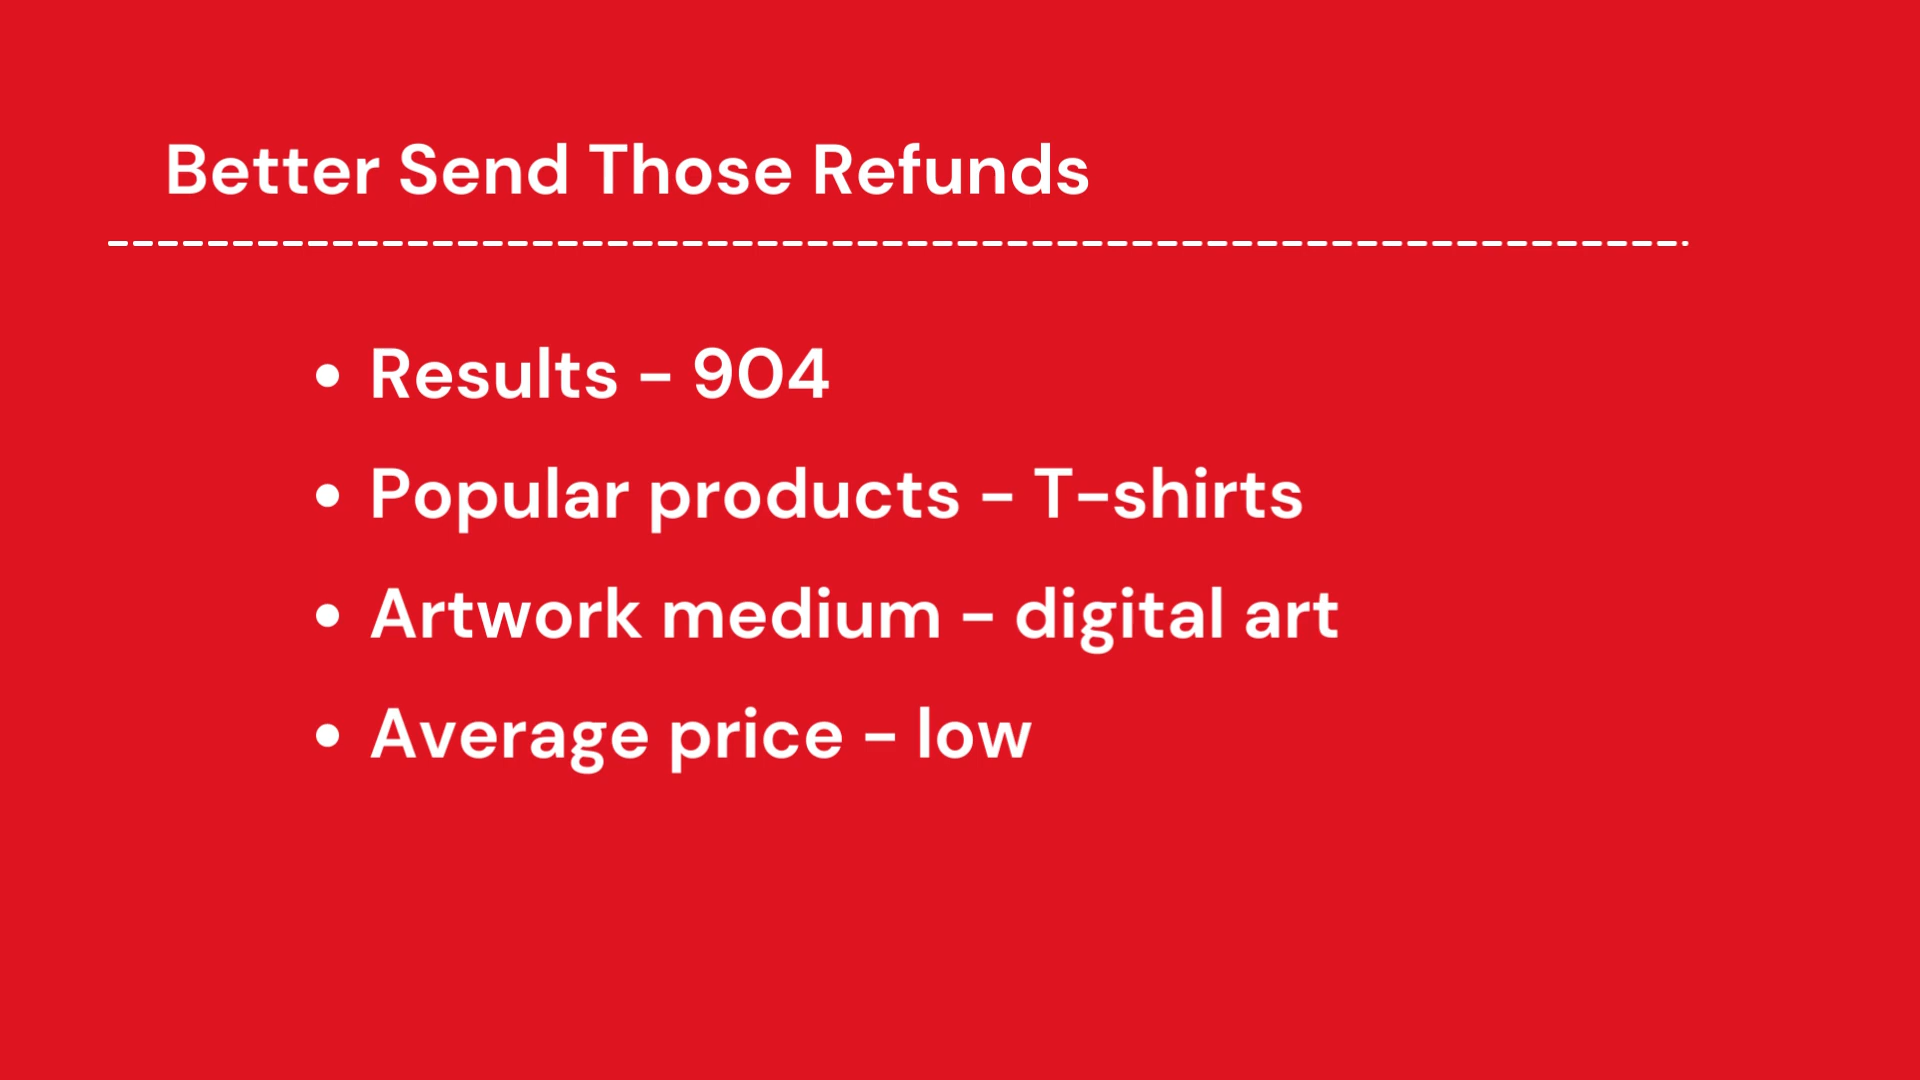 Better Send Those Refunds
• Results - 904
• Popular products - T-shirts
• Artwork medium - digital art
• Average price - low